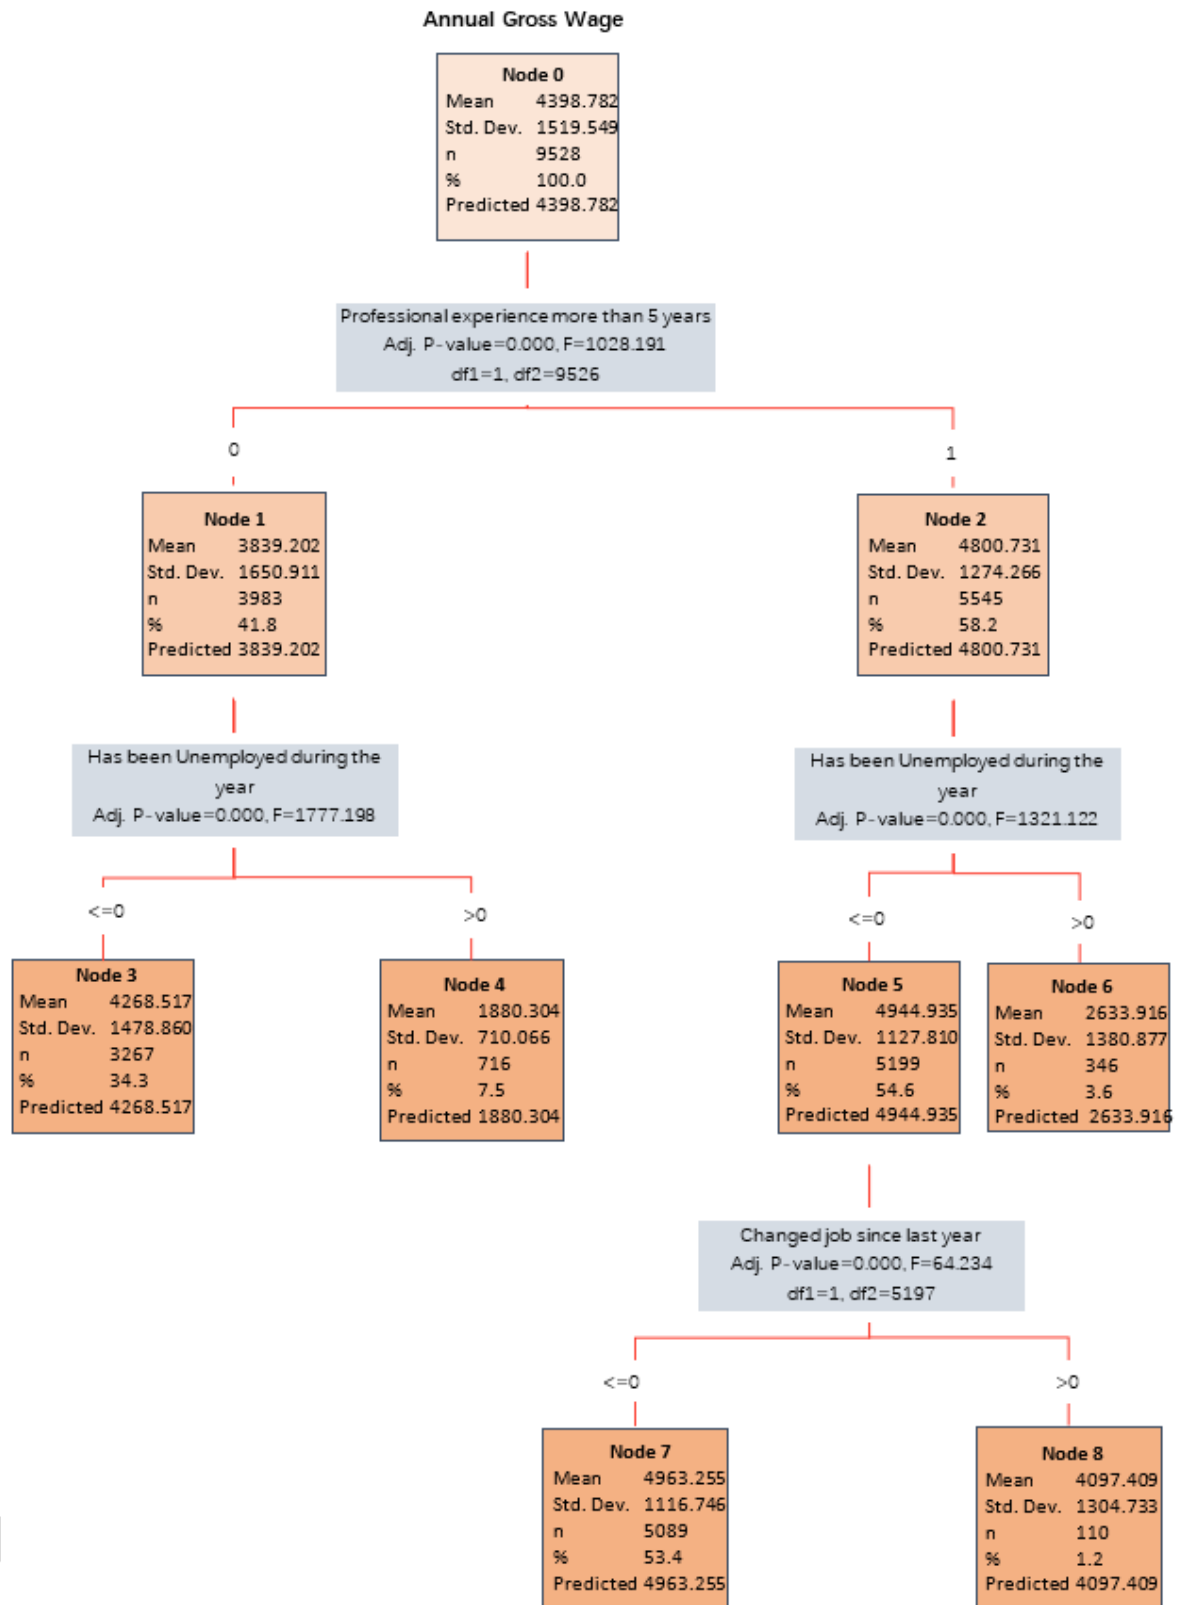 Annual Gross Wage
Node 0
Mean 4398.782
Std. Dev. 1519.549
n 9528
% 100.0
Predicted 4398.782
Professional experience more than 5 years
Adj. P-value=0.000, F=1028.191
df1=1, df2=9526
0
1
Node 1
Mean 3839.202
Std. Dev. 1650.911
n 3983
% 41.8
Predicted 3839.202
Node 2
Mean 4800.731
Std. Dev. 1274.266
n 5545
% 58.2
Predicted 4800.731
Has been Unemployed during the
year
Adj. P-value=0.000, F=1777.198
Has been Unemployed during the
year
Adj. P-value=0.000, F=1321.122
<=0
>0
<=0
>0
Node 3
Mean 4268.517
Std. Dev. 1478.860
n 3267
% 34.3
Predicted 4268.517
Node 4
Mean 1880.304
Std. Dev. 710.066
n 716
% 7.5
Predicted 1880.304
Node 5
Mean 4944.935
Std. Dev. 1127.810
n 5199
% 54.6
Predicted 4944.935
Node 6
Mean 2633.916
Std. Dev. 1380.877
n 346
% 3.6
Predicted 2633.916
Changed job since last year
Adj. P-value=0.000, F=64.234
df1=1, df2=5197
<=0
>0
Node 7
Mean 4963.255
Std. Dev. 1116.746
n 5089
% 53.4
Predicted 4963.255
Node 8
Mean 4097.409
Std. Dev. 1304.733
n 110
% 1.2
Predicted 4097.409